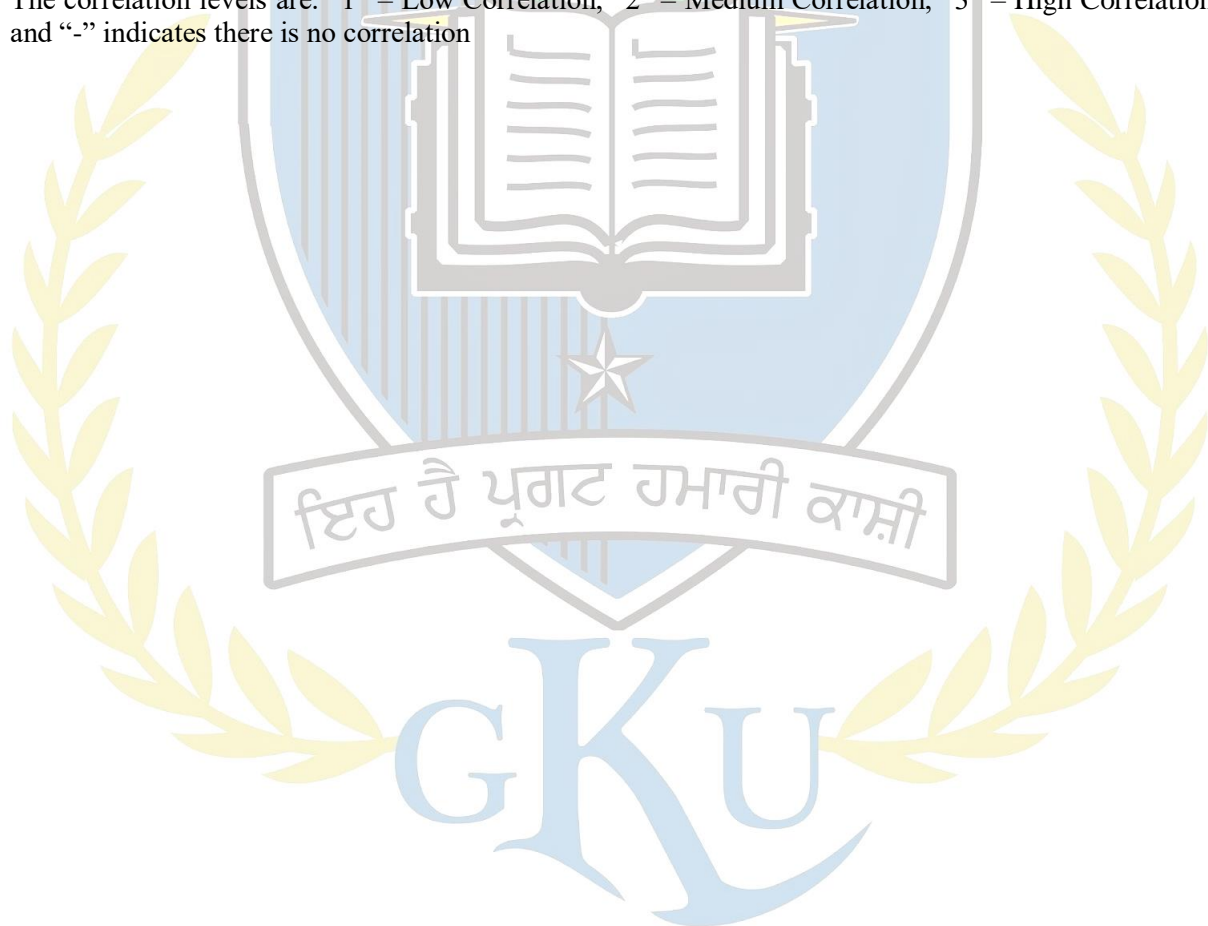 The correlation levels are: "1" – Low Correlation, "2" – Medium Correlation, "3" – High Correlation
and “-” indicates there is no correlation
ਇਹ ਹੈ ਪ੍ਰਗਟ ਹਮਾਰੀ ਕਾਸ਼ੀ
GKU